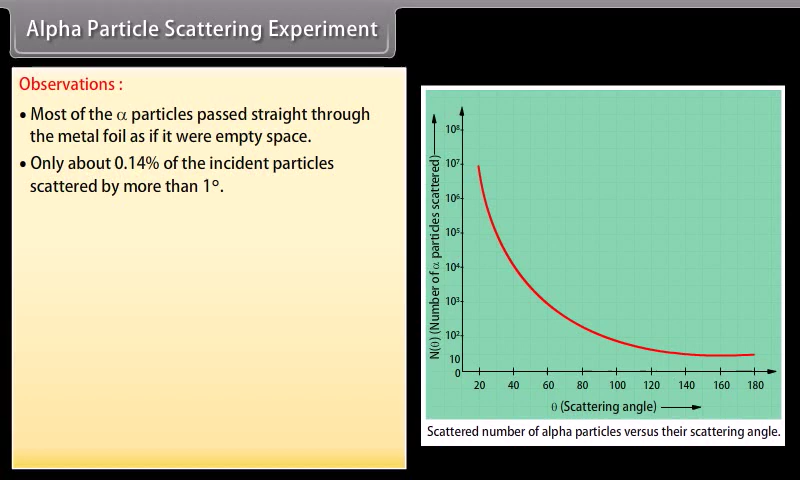 Alpha Particle Scattering Experiment
Observations :
• Most of the α particles passed straight through
the metal foil as if it were empty space.
• Only about 0.14% of the incident particles
scattered by more than 1º.
N(θ) (Number of α particles scattered)
10⁸
10⁷
10⁶
10⁵
10⁴
10³
10²
10
0
20 40 60 80 100 120 140 160 180
θ (Scattering angle)
Scattered number of alpha particles versus their scattering angle.